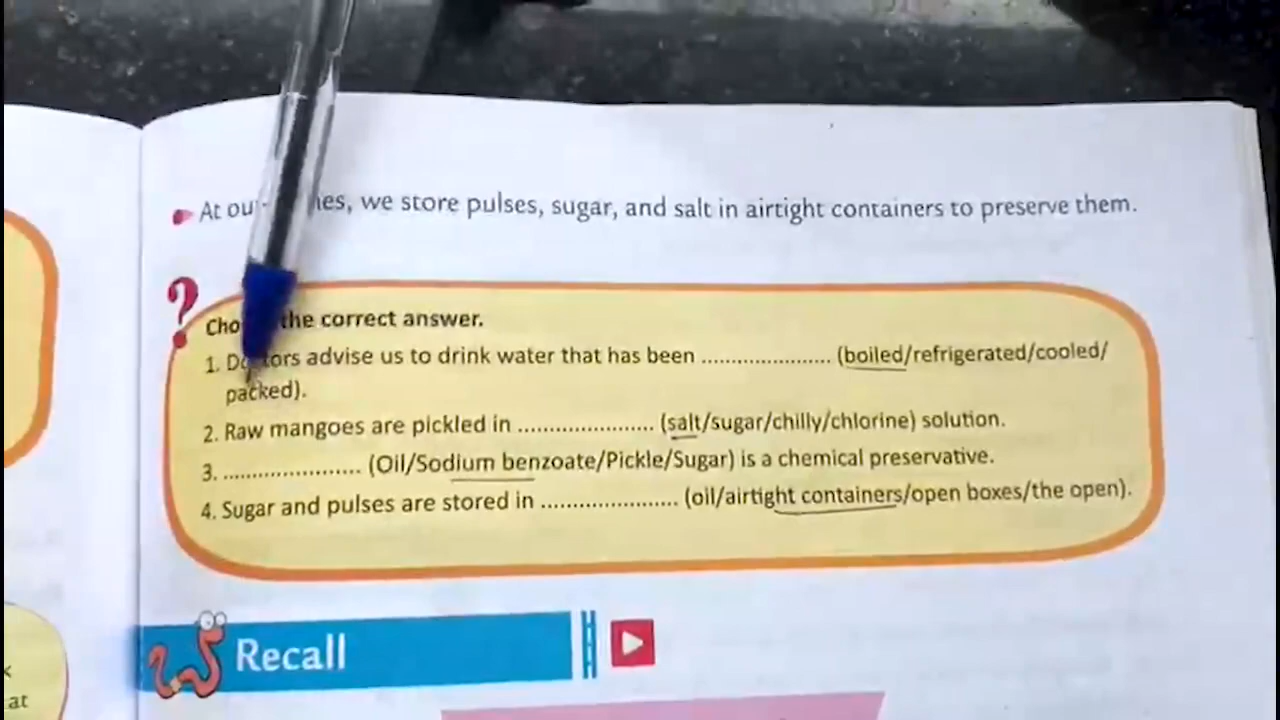 At our , we store pulses, sugar, and salt in airtight containers to preserve them.
?
the correct answer.
1. Doctors advise us to drink water that has been .................... (boiled/refrigerated/cooled/
packed).
2. Raw mangoes are pickled in ..................... (salt/sugar/chilly/chlorine) solution.
3. ..................... (Oil/Sodium benzoate/Pickle/Sugar) is a chemical preservative.
4. Sugar and pulses are stored in ..................... (oil/airtight containers/open boxes/the open).
Recall
at